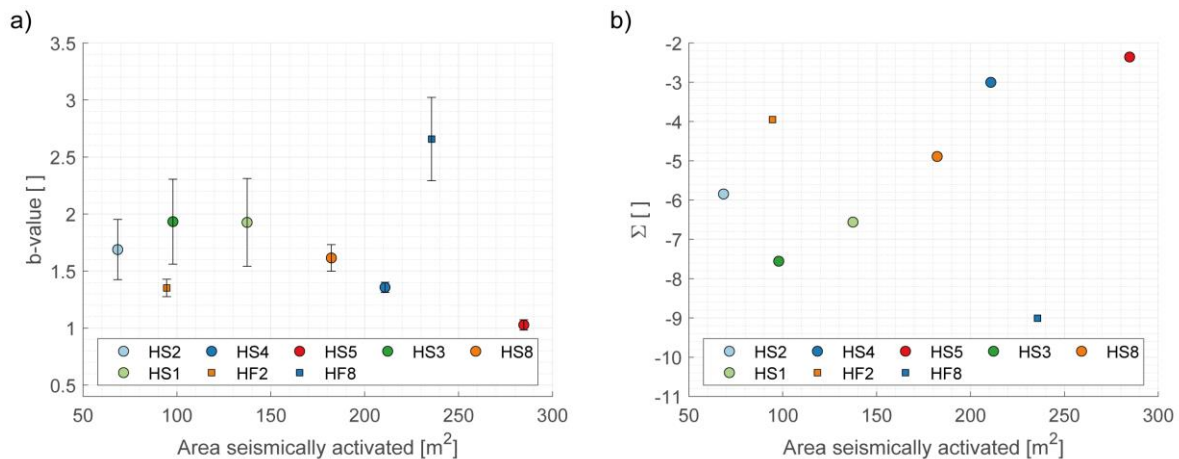 a)
3.5
3
2.5
2
1.5
1
0.5
b-value [ ]
HS2 HS4 HS5 HS3 HS8
HS1 HF2 HF8
50 100 150 200 250 300
Area seismically activated [m²]
b)
-2
-3
-4
-5
-6
-7
-8
-9
-10
-11
Σ [ ]
HS2 HS4 HS5 HS3 HS8
HS1 HF2 HF8
50 100 150 200 250 300
Area seismically activated [m²]